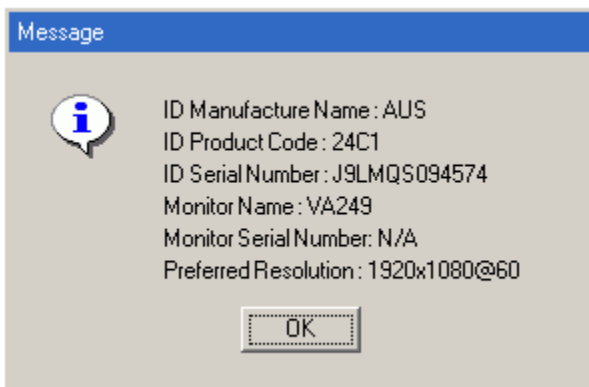 Message
ID Manufacture Name : AUS
ID Product Code : 24C1
ID Serial Number : J9LMQS094574
Monitor Name : VA249
Monitor Serial Number: N/A
Preferred Resolution : 1920x1080@60
OK